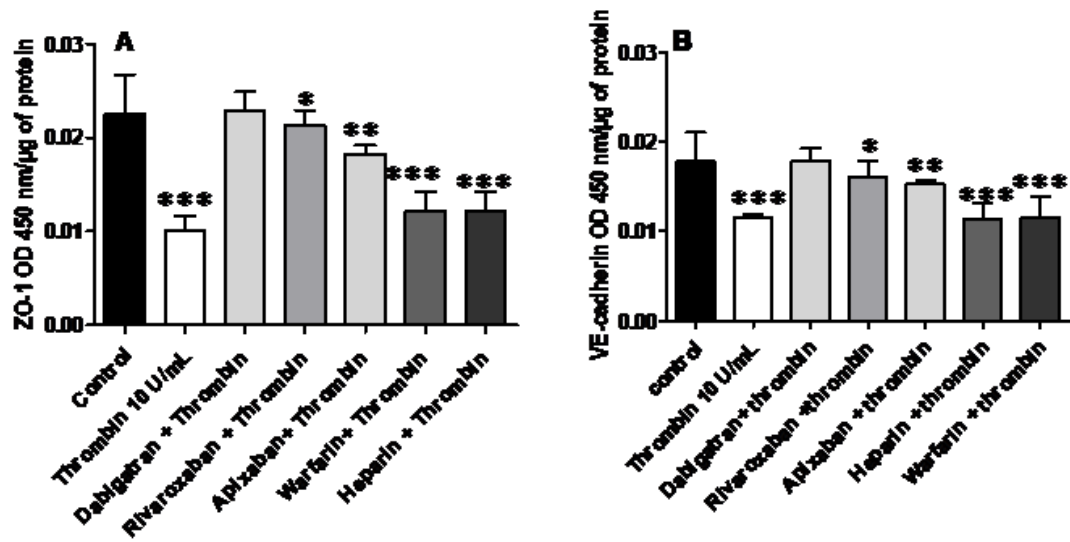 A
ZO-1 OD 450 nm/µg of protein
0.03
0.02
0.01
0.00
***
*
**
***
***
Control
Thrombin 10 U/mL
Dabigatran + Thrombin
Rivaroxaban + Thrombin
Apixaban+ Thrombin
Warfarin+ Thrombin
Heparin + Thrombin
B
VE-cadherin OD 450 nm/µg of protein
0.03
0.02
0.01
0.00
***
*
**
***
***
control
Thrombin 10 U/mL
Dabigatran+ thrombin
Rivaroxaban +thrombin
Apixaban + thrombin
Heparin + thrombin
Warfarin + thrombin